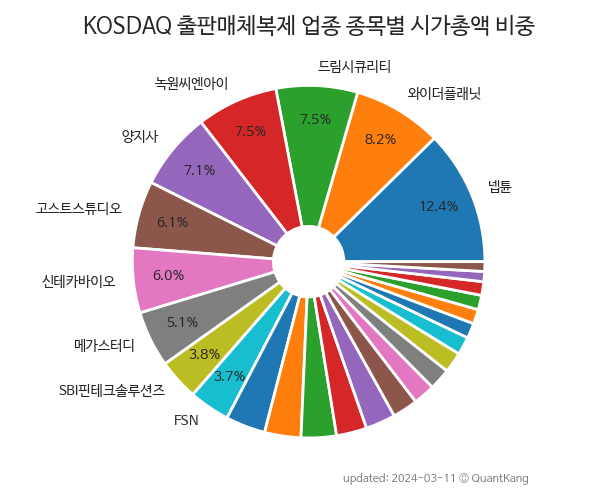 KOSDAQ 출판매체복제 업종 종목별 시가총액 비중
드림시큐리티
녹원씨엔아이
와이더플래닛
7.5%
7.5%
양지사
8.2%
7.1%
넵튠
고스트스튜디오
12.4%
6.1%
신테카바이오
6.0%
5.1%
메가스터디
3.8%
3.7%
SBI핀테크솔루션즈
FSN
updated: 2024-03-11 © QuantKang